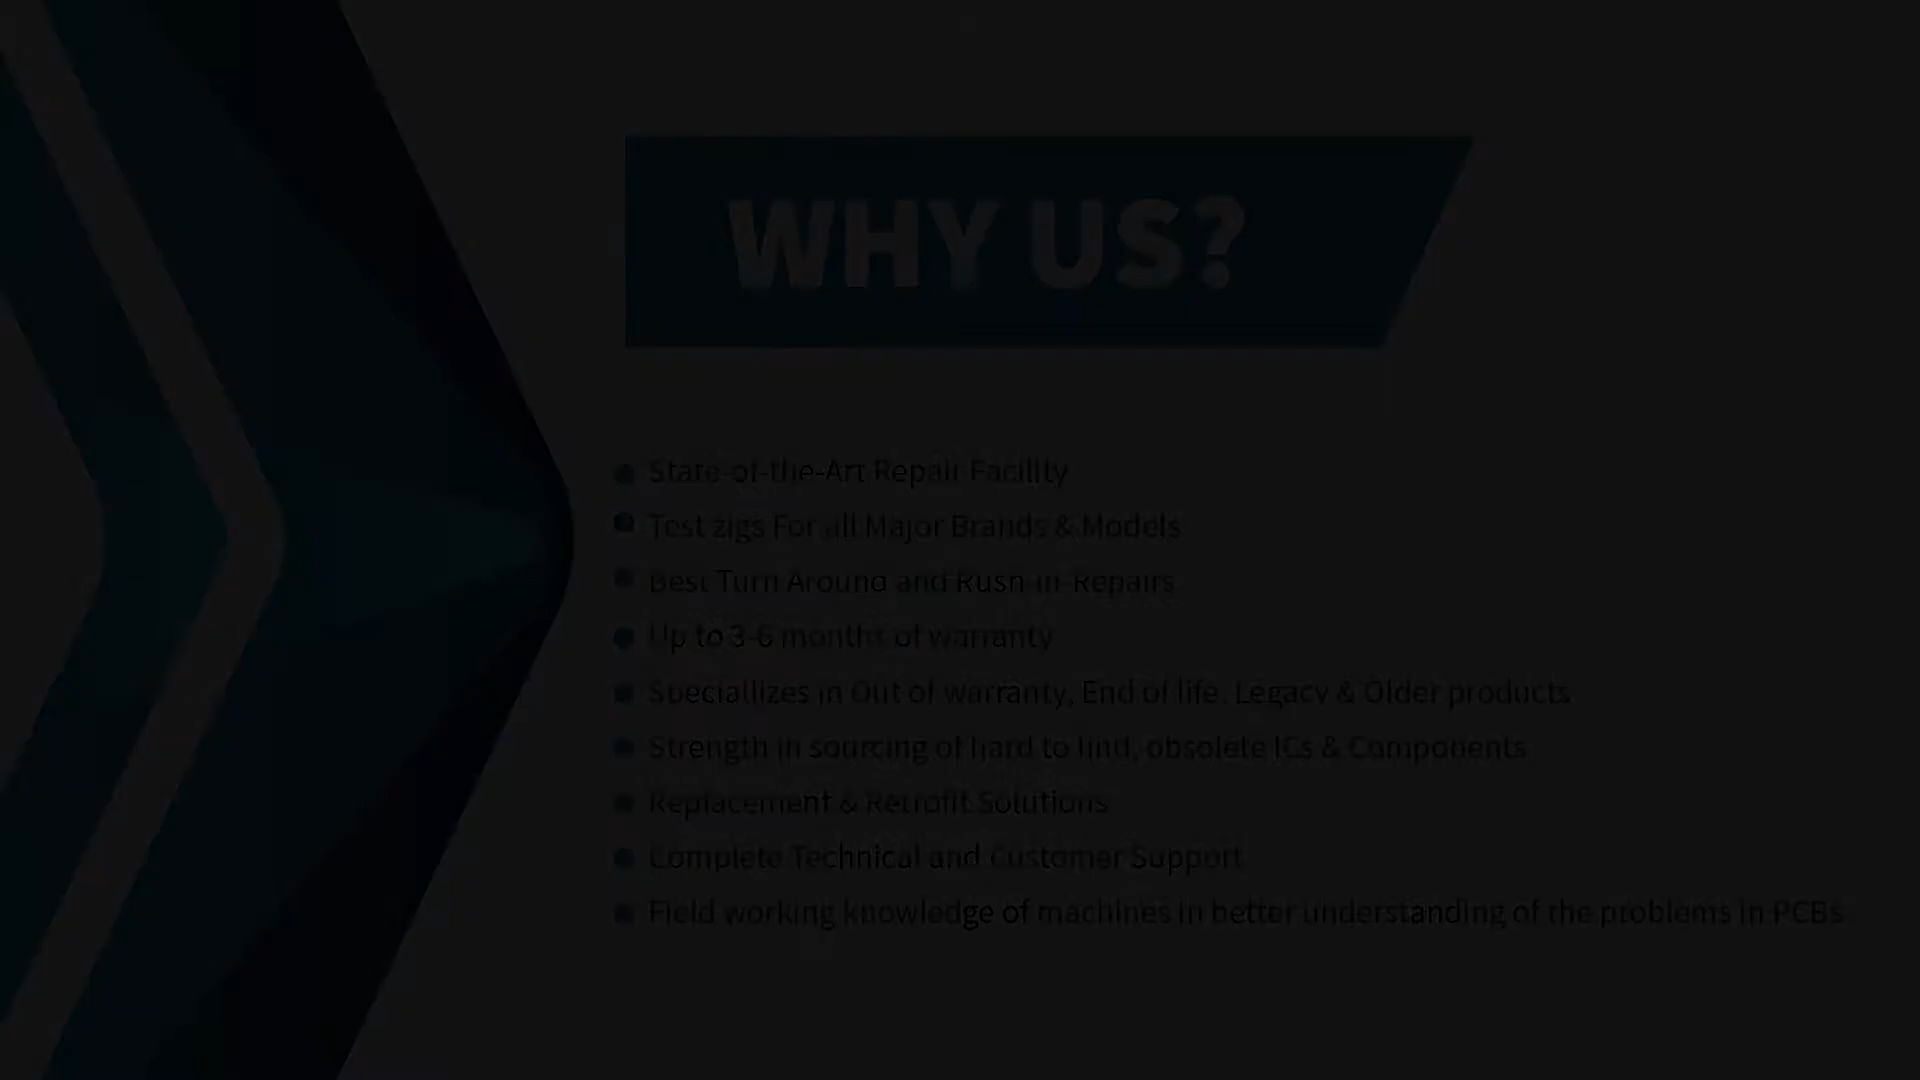 WHY US?
State-of-the-Art Repair Facility
Test zigs For all Major Brands & Models
Best Turn Around and Rush-in-Repairs
Up to 3-6 months of warranty
Speciallizes in Out of warranty, End of life, Legacy & Older products
Strength in sourcing of hard to find, obsolete ICs & Components
Replacement & Retrofit Solutions
Complete Technical and Customer Support
Field working knowledge of machines in better understanding of the problems in PCBs